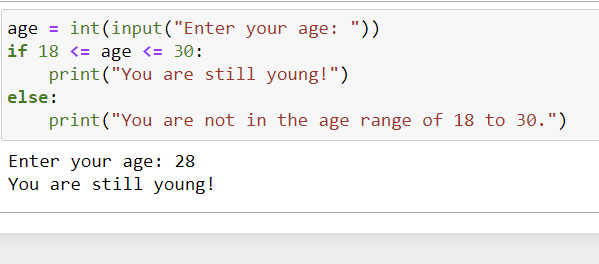 age = int(input("Enter your age: "))
if 18 <= age <= 30:
    print("You are still young!")
else:
    print("You are not in the age range of 18 to 30.")
Enter your age: 28
You are still young!